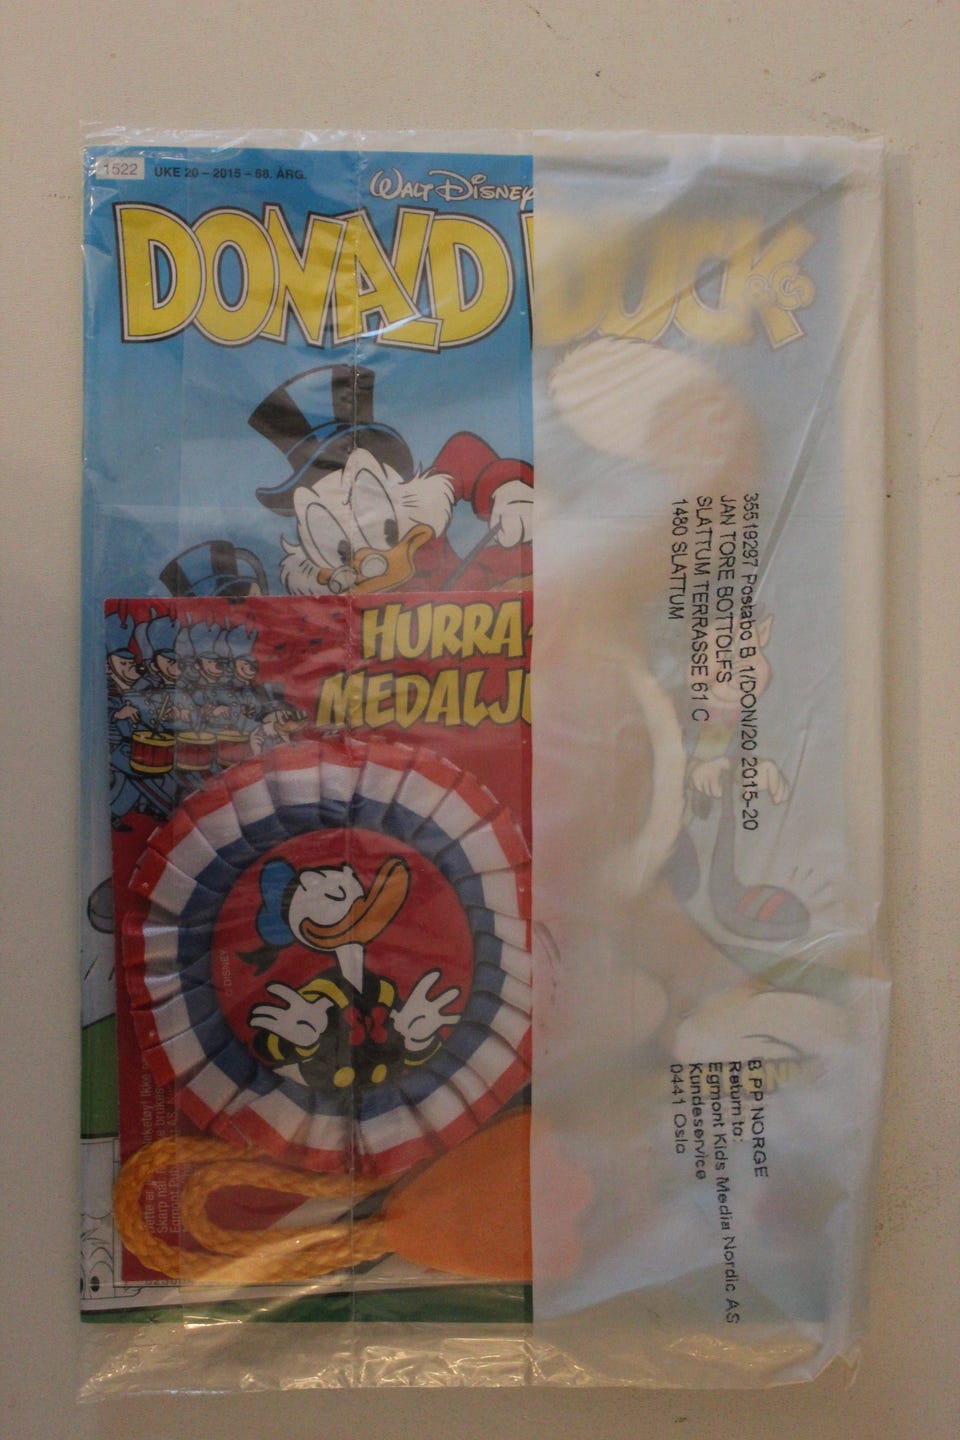 1522
UKE 20 – 2015 – 68. ÅRG.
WALT DISNEY
DONALD DUCK
& CO
HURRA-
MEDALJ
© DISNEY
35519297 Postabo B 1/DON/20 2015-20
JAN TORE BOTTOLFS
SLATTUM TERRASSE 61 C
1480 SLATTUM
B PP NORGE
Return to:
Egmont Kids Media Nordic AS
Kundeservice
0441 Oslo